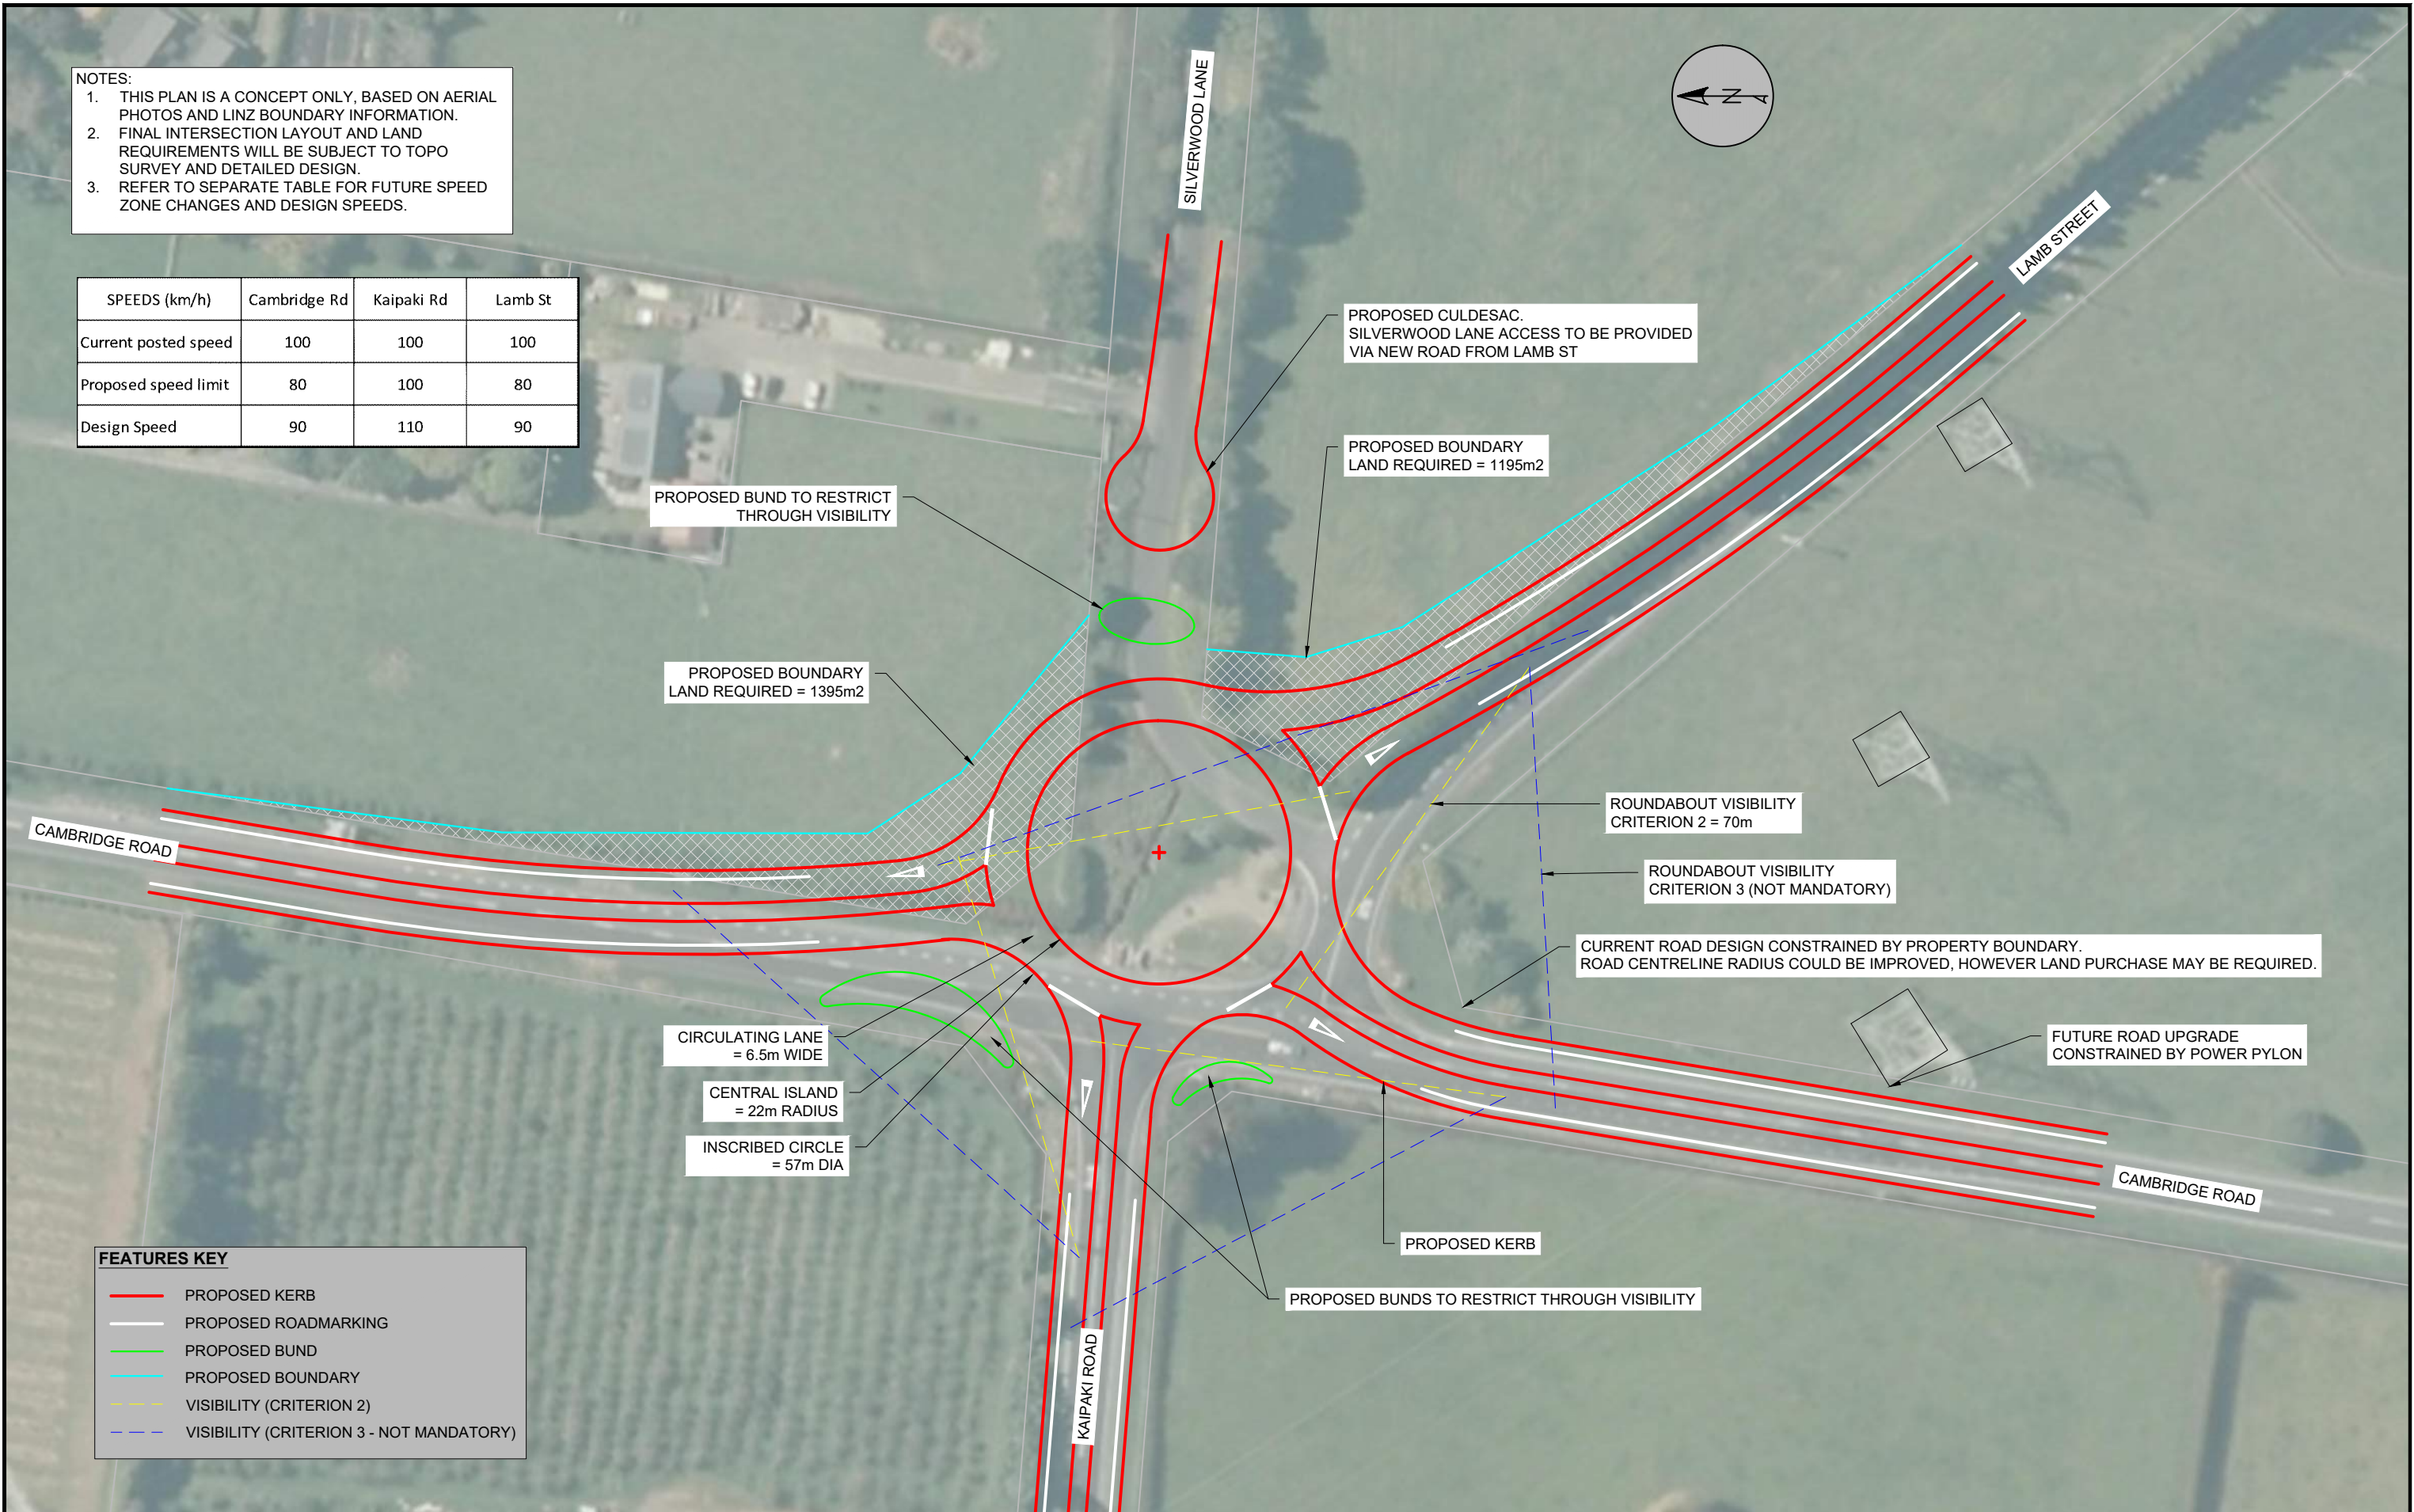 NOTES:
1. THIS PLAN IS A CONCEPT ONLY, BASED ON AERIAL
PHOTOS AND LINZ BOUNDARY INFORMATION.
2. FINAL INTERSECTION LAYOUT AND LAND
REQUIREMENTS WILL BE SUBJECT TO TOPO
SURVEY AND DETAILED DESIGN.
3. REFER TO SEPARATE TABLE FOR FUTURE SPEED
ZONE CHANGES AND DESIGN SPEEDS.
SPEEDS (km/h) Cambridge Rd Kaipaki Rd Lamb St
Current posted speed 100 100 100
Proposed speed limit 80 100 80
Design Speed 90 110 90
SILVERWOOD LANE
N
LAMB STREET
PROPOSED CULDESAC.
SILVERWOOD LANE ACCESS TO BE PROVIDED
VIA NEW ROAD FROM LAMB ST
PROPOSED BOUNDARY
LAND REQUIRED = 1195m2
PROPOSED BUND TO RESTRICT
THROUGH VISIBILITY
PROPOSED BOUNDARY
LAND REQUIRED = 1395m2
CAMBRIDGE ROAD
ROUNDABOUT VISIBILITY
CRITERION 2 = 70m
ROUNDABOUT VISIBILITY
CRITERION 3 (NOT MANDATORY)
CURRENT ROAD DESIGN CONSTRAINED BY PROPERTY BOUNDARY.
ROAD CENTRELINE RADIUS COULD BE IMPROVED, HOWEVER LAND PURCHASE MAY BE REQUIRED.
CIRCULATING LANE
= 6.5m WIDE
CENTRAL ISLAND
= 22m RADIUS
INSCRIBED CIRCLE
= 57m DIA
FUTURE ROAD UPGRADE
CONSTRAINED BY POWER PYLON
CAMBRIDGE ROAD
PROPOSED KERB
PROPOSED BUNDS TO RESTRICT THROUGH VISIBILITY
KAIPAKI ROAD
FEATURES KEY
PROPOSED KERB
PROPOSED ROADMARKING
PROPOSED BUND
PROPOSED BOUNDARY
VISIBILITY (CRITERION 2)
VISIBILITY (CRITERION 3 - NOT MANDATORY)